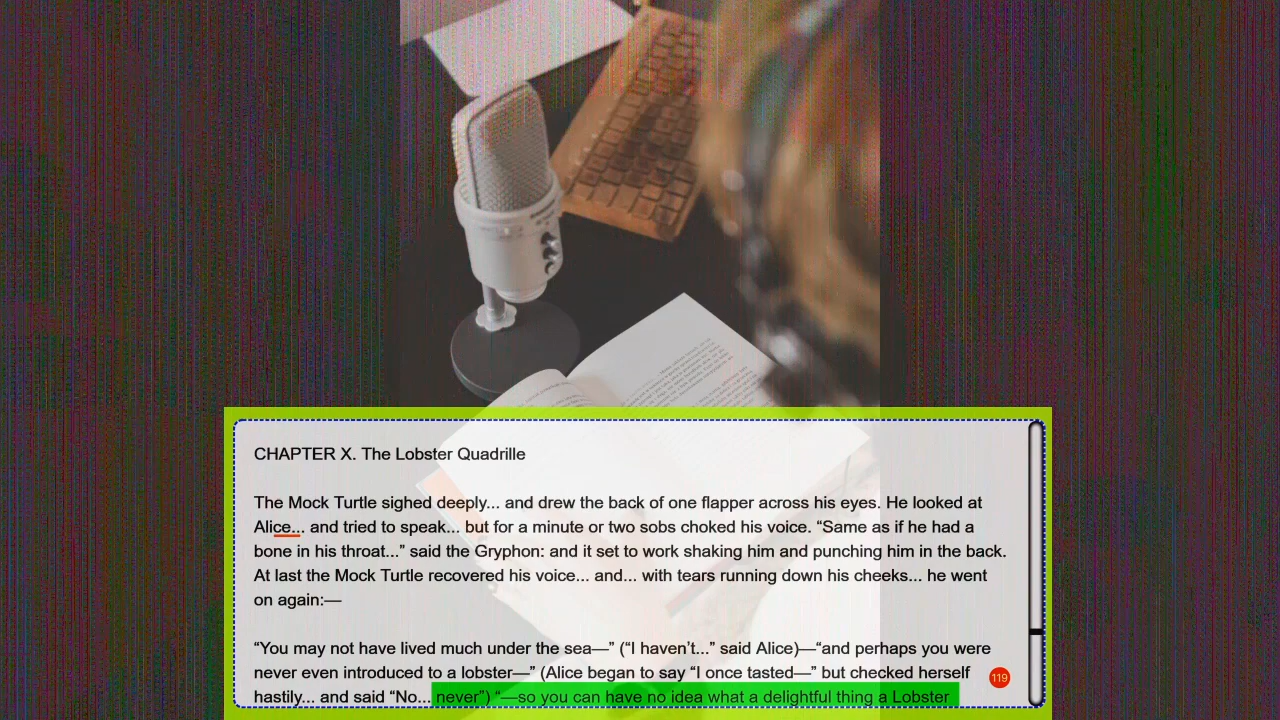 CHAPTER X. The Lobster Quadrille
The Mock Turtle sighed deeply... and drew the back of one flapper across his eyes. He looked at
Alice... and tried to speak... but for a minute or two sobs choked his voice. “Same as if he had a
bone in his throat...” said the Gryphon: and it set to work shaking him and punching him in the back.
At last the Mock Turtle recovered his voice... and... with tears running down his cheeks... he went
on again:—
“You may not have lived much under the sea—” (“I haven’t...” said Alice)—“and perhaps you were
never even introduced to a lobster—” (Alice began to say “I once tasted—” but checked herself
hastily... and said “No... never”) “—so you can have no idea what a delightful thing a Lobster
119